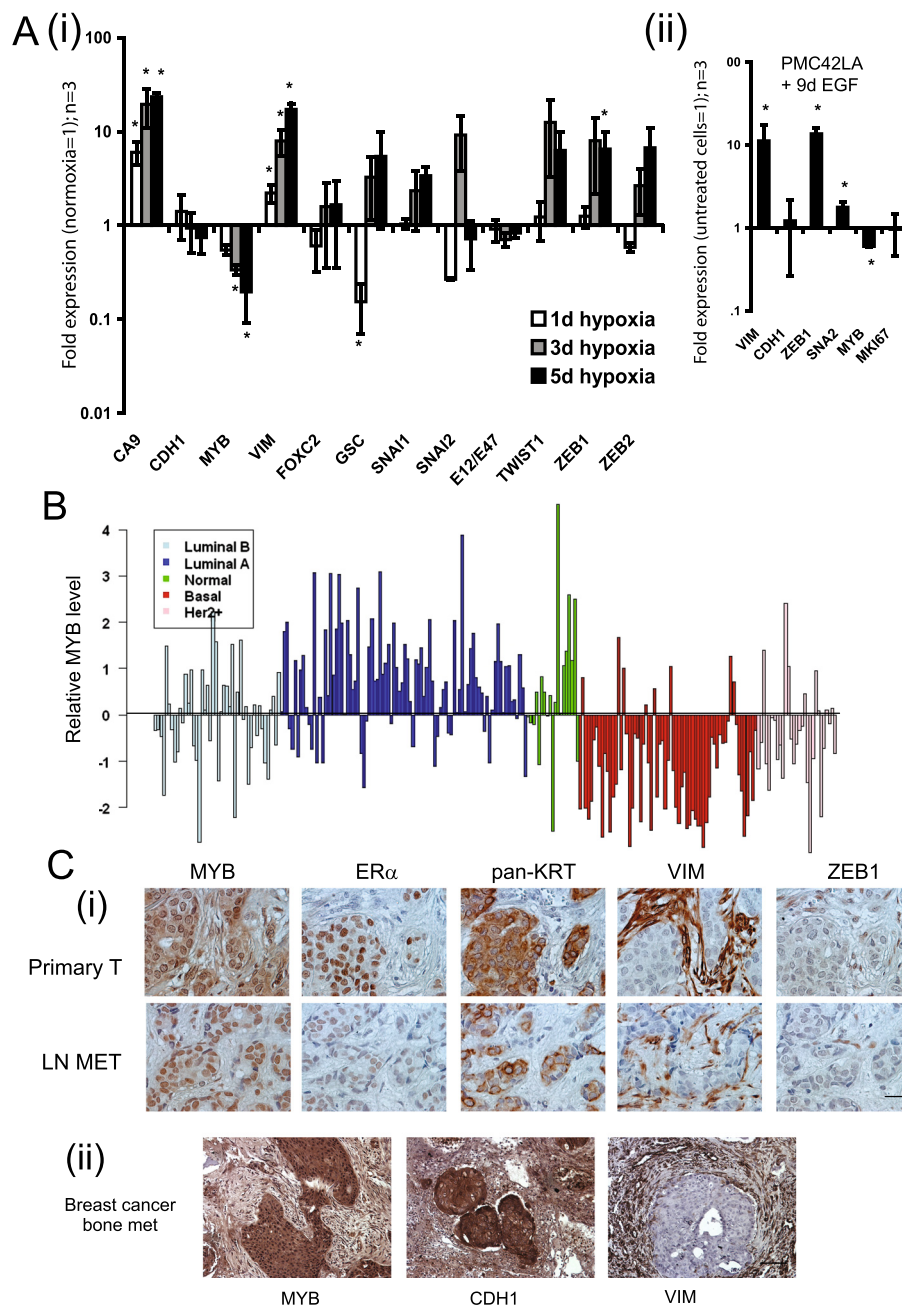 A (i)
Fold expression (normoxia=1); n=3
100
10
1
0.1
0.01
* * *
* *
* * *
*
*
1d hypoxia
3d hypoxia
5d hypoxia
CA9 CDH1 MYB VIM FOXC2 GSC SNAI1 SNAI2 E12/E47 TWIST1 ZEB1 ZEB2
(ii)
PMC42LA
+ 9d EGF
Fold expression (untreated cells=1); n=3
00
10
1
.1
* * * *
VIM CDH1 ZEB1 SNA2 MYB MKI67
B
Relative MYB level
4
3
2
1
0
-1
-2
Luminal B
Luminal A
Normal
Basal
Her2+
C
MYB ERα pan-KRT VIM ZEB1
(i)
Primary T
LN MET
(ii)
Breast cancer
bone met
MYB CDH1 VIM